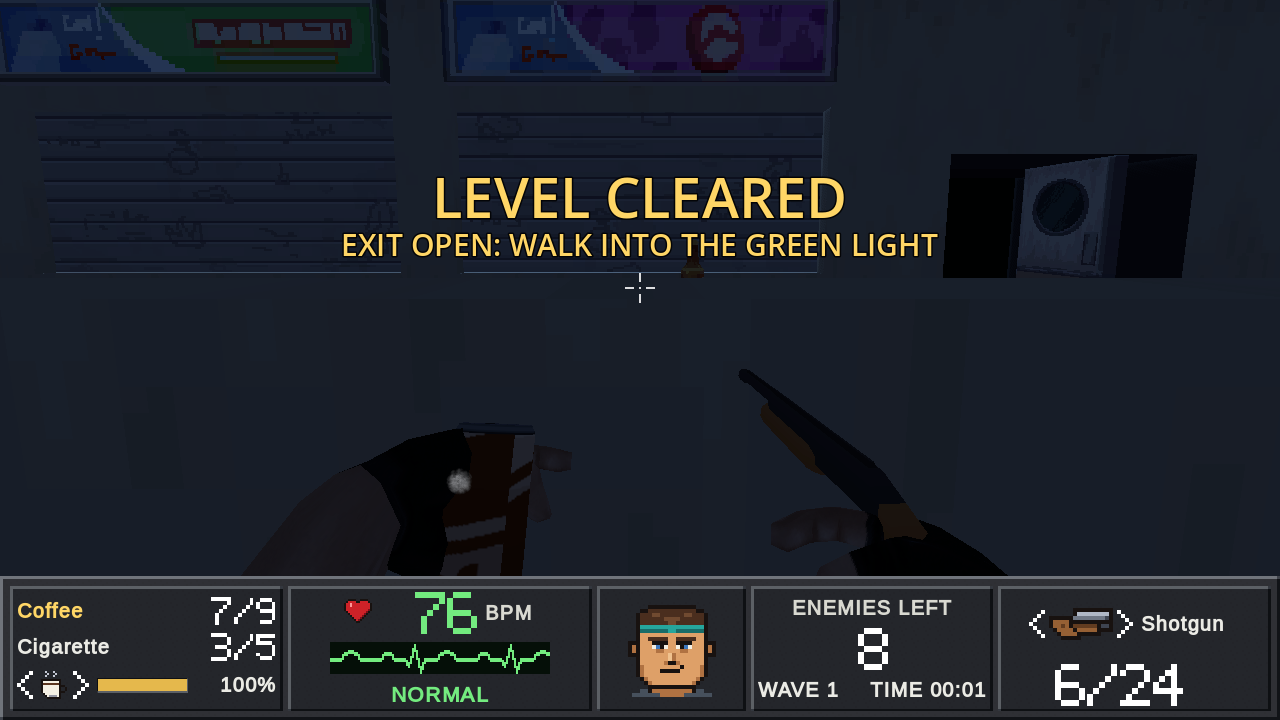 LEVEL CLEARED
EXIT OPEN: WALK INTO THE GREEN LIGHT
Coffee 7/9
Cigarette 3/5
100%
76 BPM
NORMAL
ENEMIES LEFT
8
WAVE 1 TIME 00:01
Shotgun
6/24